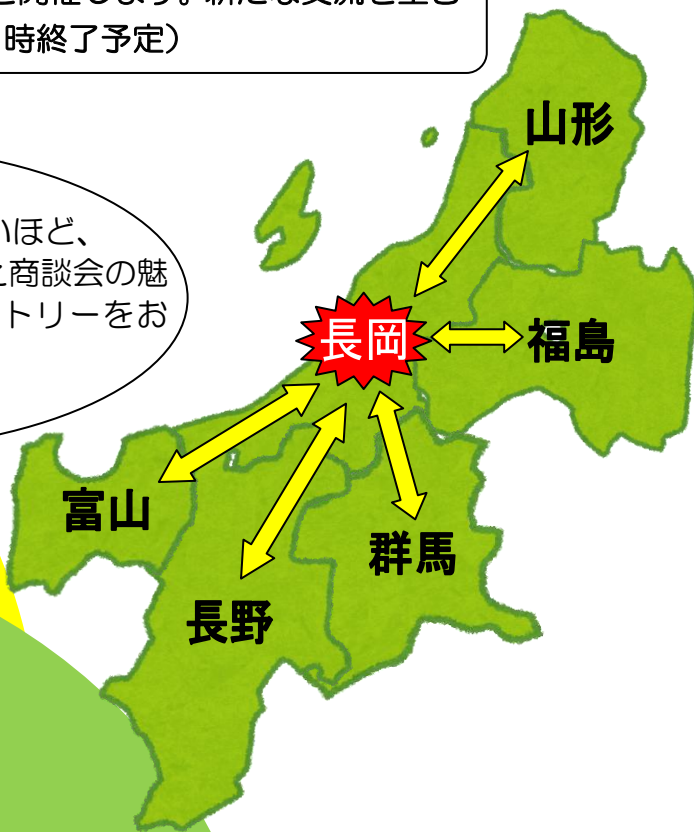 時終了予定)
いほど、
商談会の魅
トリーをお
山形
長岡
福島
富山
群馬
長野